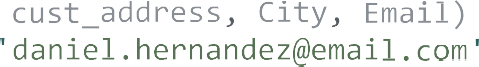 cust_address, City, Email)
'daniel.hernandez@email.com'